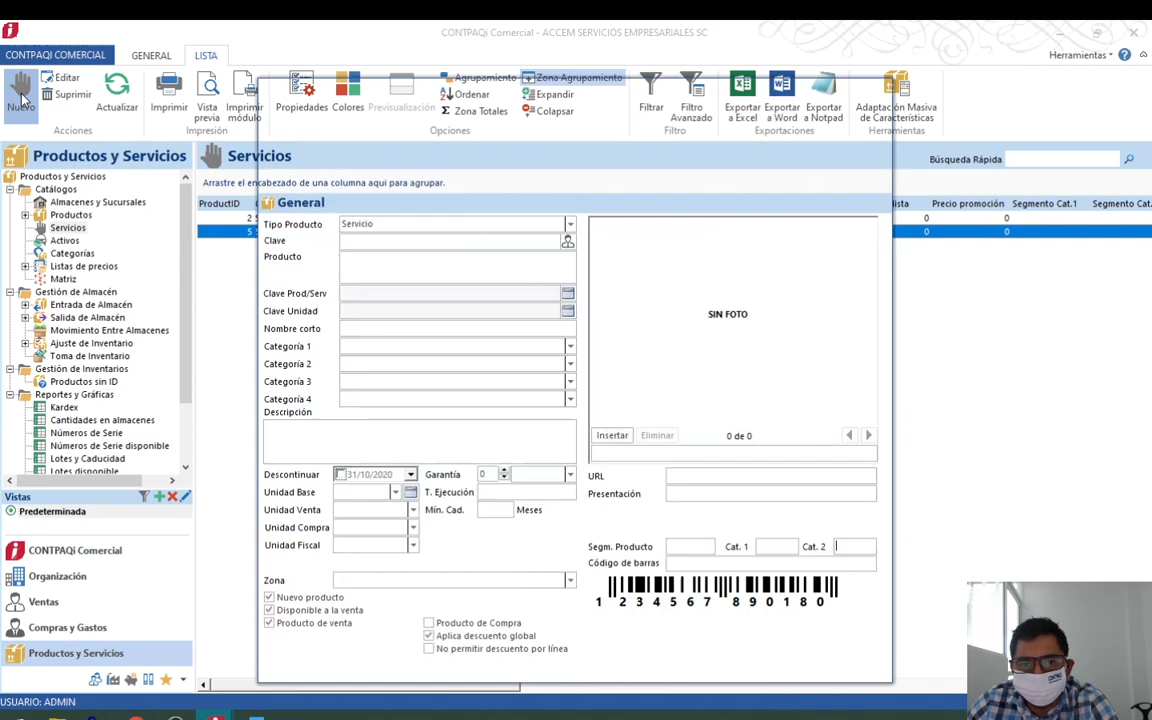 CONTPAQi Comercial - ACCEM SERVICIOS EMPRESARIALES SC
CONTPAQi COMERCIAL
GENERAL
LISTA
Herramientas
Nuevo
Editar
Suprimir
Actualizar
Acciones
Imprimir
Vista previa
Imprimir módulo
Impresión
Propiedades
Colores
Previsualización
Agrupamiento
Ordenar
Zona Totales
Zona Agrupamiento
Expandir
Colapsar
Opciones
Filtrar
Filtro Avanzado
Filtro
Exportar a Excel
Exportar a Word
Exportar a Notpad
Exportaciones
Adaptación Masiva de Características
Herramientas
Productos y Servicios
Servicios
Búsqueda Rápida
Arrastre el encabezado de una columna aqui para agrupar.
ProductID
lista
Precio promoción
Segmento Cat.1
Segmento Cat.
2 S
0
0
5 S
0
0
Productos y Servicios
Catálogos
Almacenes y Sucursales
Productos
Servicios
Activos
Categorías
Listas de precios
Matriz
Gestión de Almacén
Entrada de Almacén
Salida de Almacén
Movimiento Entre Almacenes
Ajuste de Inventario
Toma de Inventario
Gestión de Inventarios
Productos sin ID
Reportes y Gráficas
Kardex
Cantidades en almacenes
Números de Serie
Números de Serie disponible
Lotes y Caducidad
Lotes disponible
Vistas
Predeterminada
CONTPAQi Comercial
Organización
Ventas
Compras y Gastos
Productos y Servicios
USUARIO: ADMIN
General
Tipo Producto
Servicio
Clave
Producto
Clave Prod/Serv
Clave Unidad
Nombre corto
Categoría 1
Categoría 2
Categoría 3
Categoría 4
Descripción
SIN FOTO
Insertar
Eliminar
0 de 0
Descontinuar
31/10/2020
Garantía
0
Unidad Base
T. Ejecución
Unidad Venta
Mín. Cad.
Meses
Unidad Compra
Unidad Fiscal
URL
Presentación
Segm. Producto
Cat. 1
Cat. 2
Código de barras
1 234567 890180
Zona
Nuevo producto
Disponible a la venta
Producto de venta
Producto de Compra
Aplica descuento global
No permitir descuento por línea